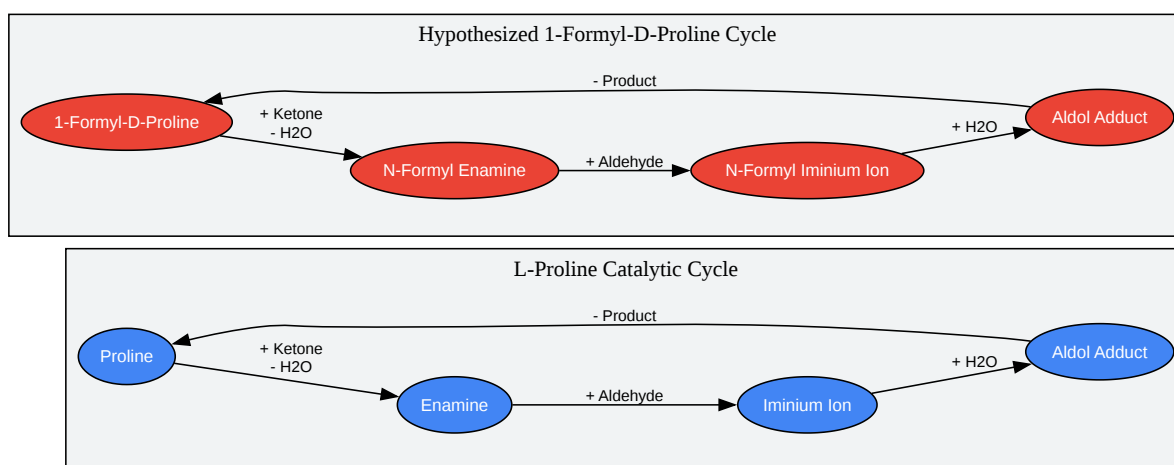 Hypothesized 1-Formyl-D-Proline Cycle
- Product
1-Formyl-D-Proline
+ Ketone
- H2O
N-Formyl Enamine
+ Aldehyde
N-Formyl Iminium Ion
+ H2O
Aldol Adduct
L-Proline Catalytic Cycle
- Product
Proline
+ Ketone
- H2O
Enamine
+ Aldehyde
Iminium Ion
+ H2O
Aldol Adduct